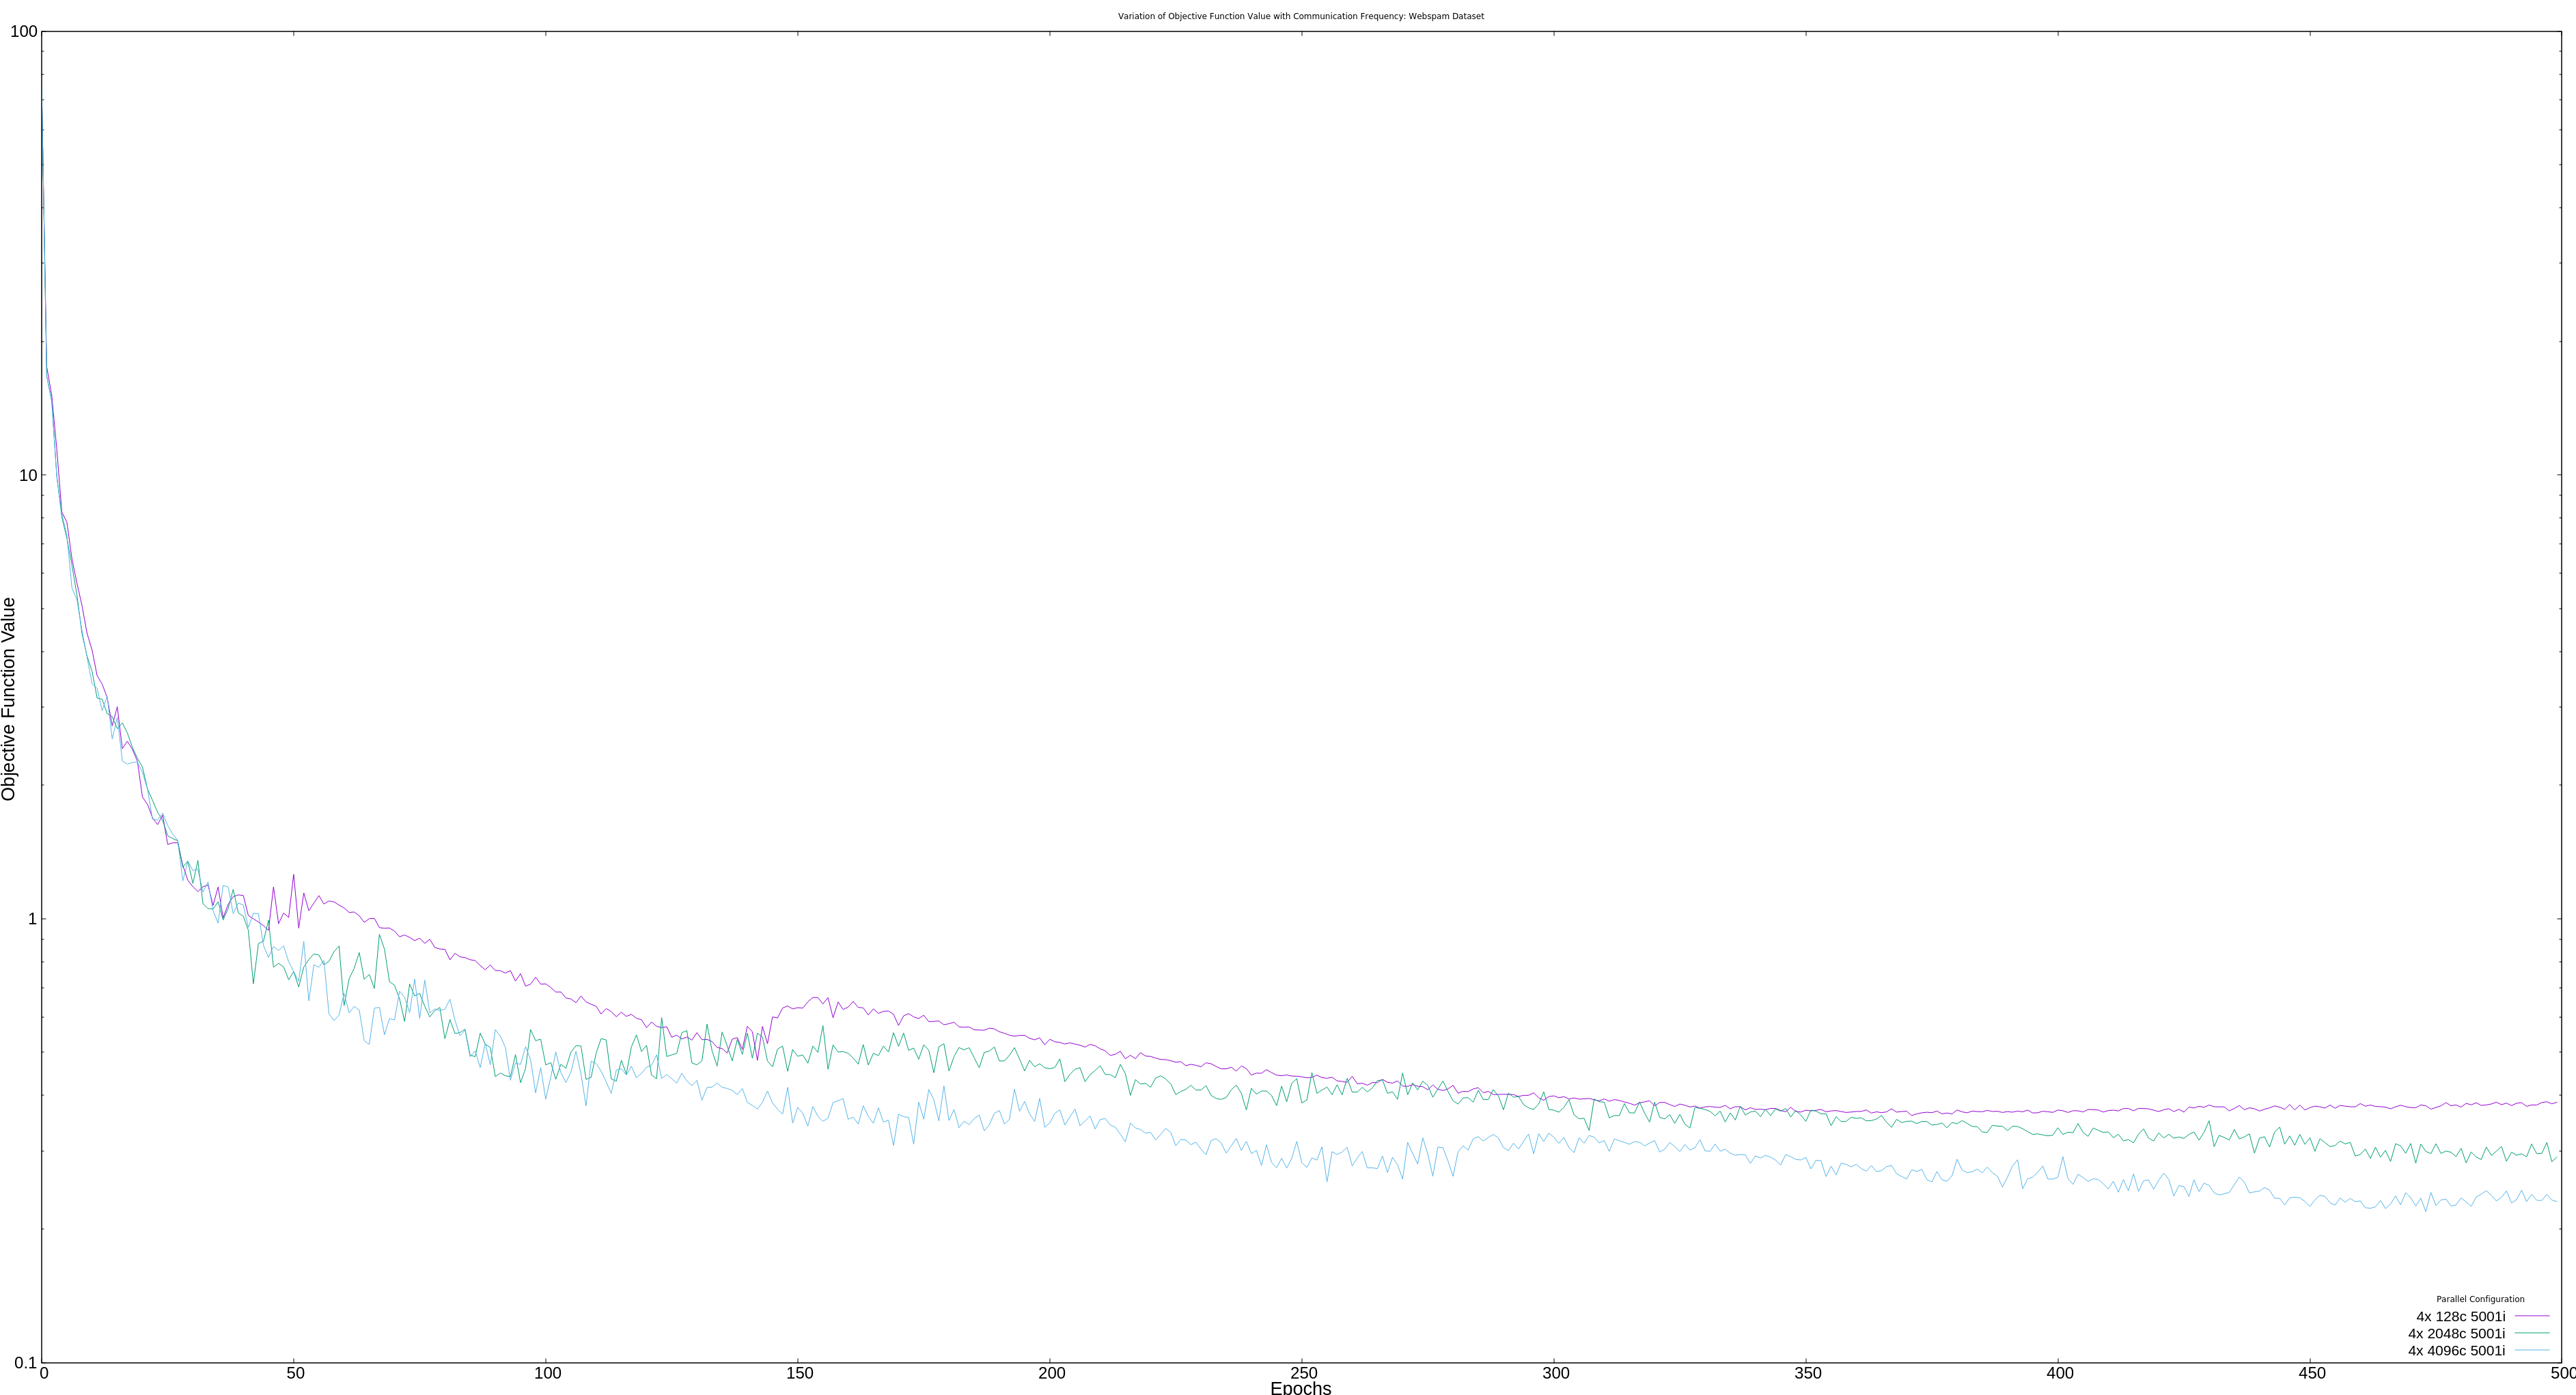 Variation of Objective Function Value with Communication Frequency: Webspam Dataset
100
10
1
0.1
Objective Function Value
0 50 100 150 200 250 300 350 400 450 500
Epochs
Parallel Configuration
4x 128c 5001i
4x 2048c 5001i
4x 4096c 5001i